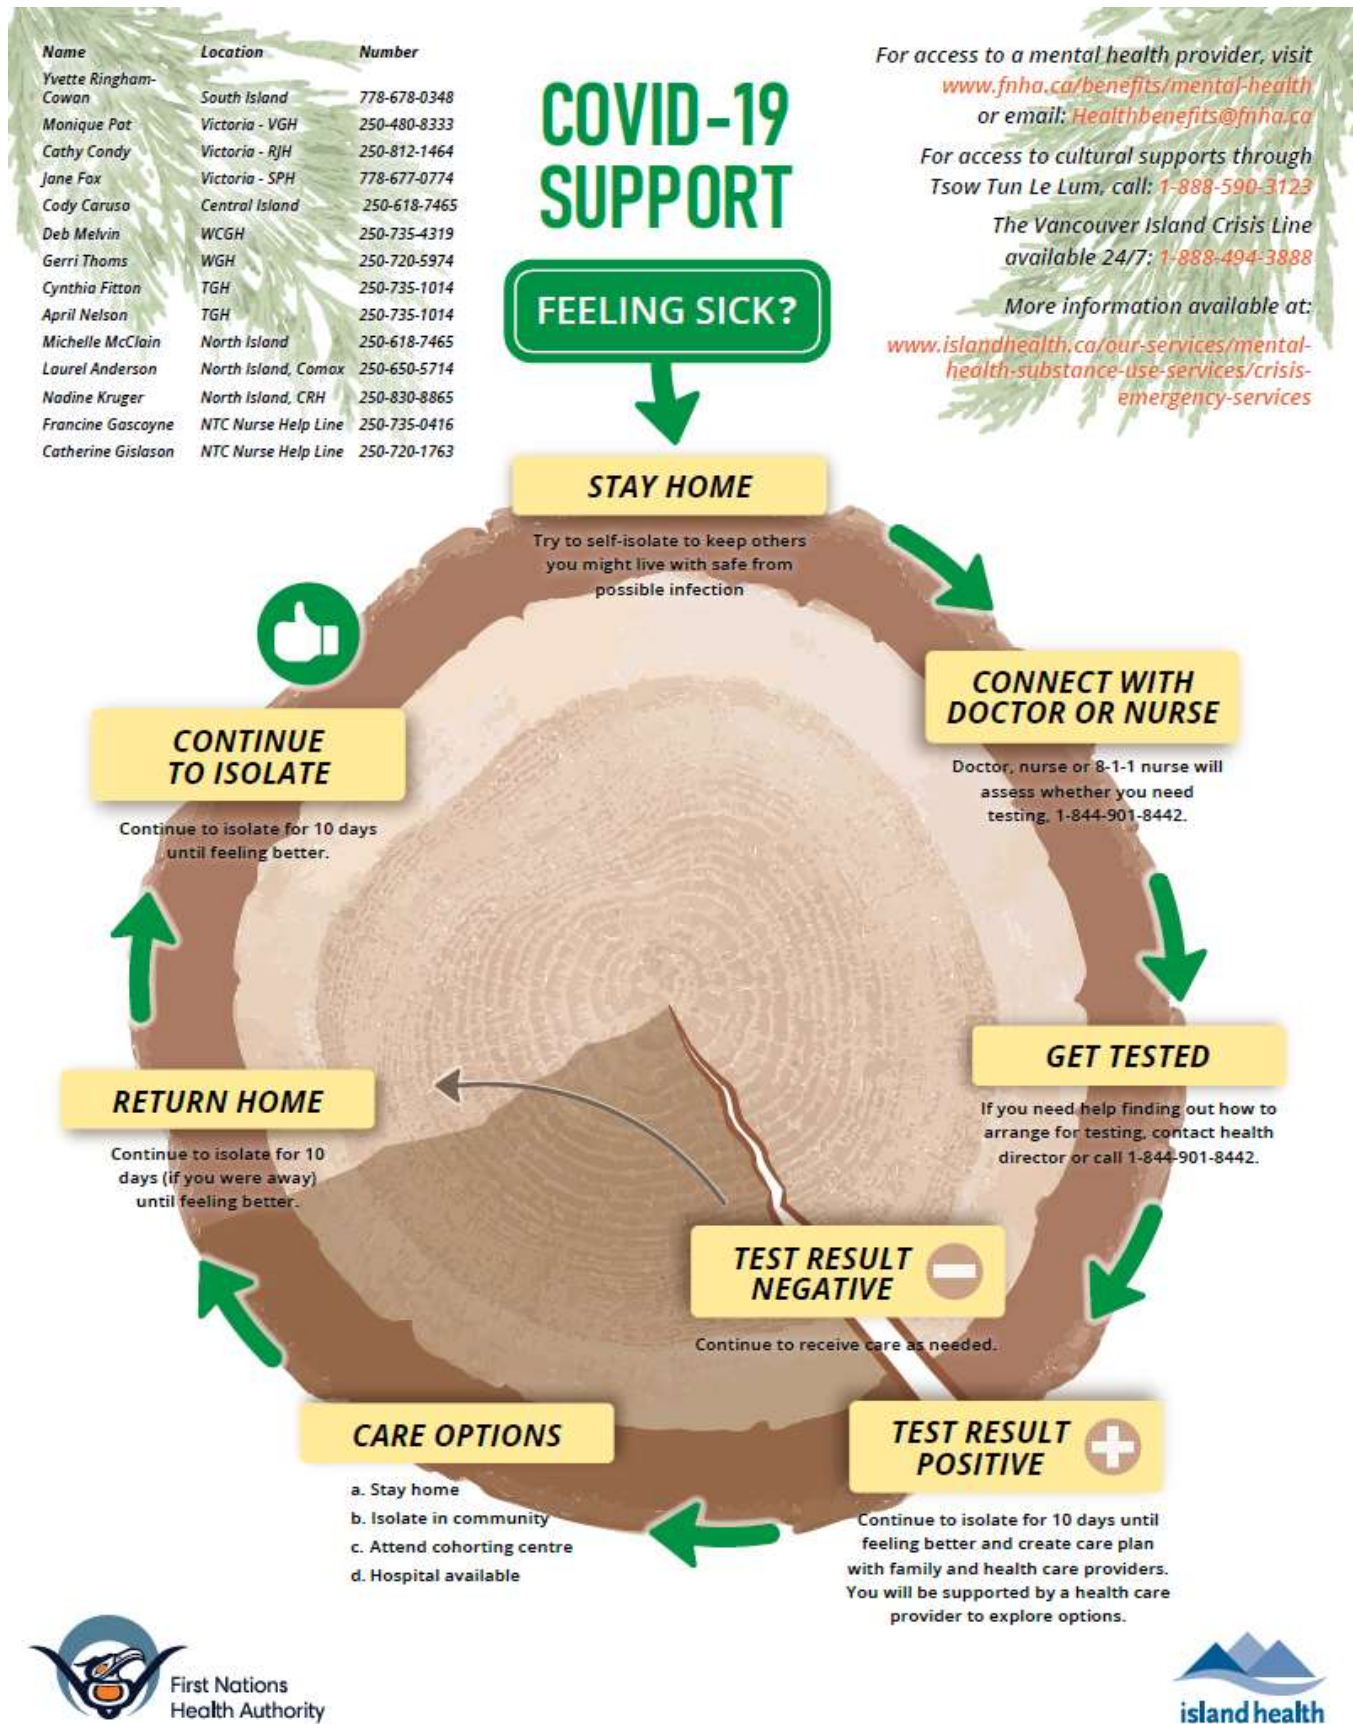 Name Location Number
Yvette Ringham-
Cowan South Island 778-678-0348
Monique Pat Victoria - VGH 250-480-8333
Cathy Condy Victoria - RJH 250-812-1464
Jane Fox Victoria - SPH 778-677-0774
Cody Caruso Central Island 250-618-7465
Deb Melvin WCGH 250-735-4319
Gerri Thoms WGH 250-720-5974
Cynthia Fitton TGH 250-735-1014
April Nelson TGH 250-735-1014
Michelle McClain North Island 250-618-7465
Laurel Anderson North Island, Comox 250-650-5714
Nadine Kruger North Island, CRH 250-830-8865
Francine Gascoyne NTC Nurse Help Line 250-735-0416
Catherine Gislason NTC Nurse Help Line 250-720-1763
COVID-19
SUPPORT
FEELING SICK?
For access to a mental health provider, visit
www.fnha.ca/benefits/mental-health
or email: Healthbenefits@fnha.ca
For access to cultural supports through
Tsow Tun Le Lum, call: 1-888-590-3123
The Vancouver Island Crisis Line
available 24/7: 1-888-494-3888
More information available at:
www.islandhealth.ca/our-services/mental-
health-substance-use-services/crisis-
emergency-services
STAY HOME
Try to self-isolate to keep others
you might live with safe from
possible infection
CONNECT WITH
DOCTOR OR NURSE
Doctor, nurse or 8-1-1 nurse will
assess whether you need
testing, 1-844-901-8442.
GET TESTED
If you need help finding out how to
arrange for testing, contact health
director or call 1-844-901-8442.
TEST RESULT
NEGATIVE
Continue to receive care as needed.
TEST RESULT
POSITIVE
Continue to isolate for 10 days until
feeling better and create care plan
with family and health care providers.
You will be supported by a health care
provider to explore options.
CARE OPTIONS
a. Stay home
b. Isolate in community
c. Attend cohorting centre
d. Hospital available
RETURN HOME
Continue to isolate for 10
days (if you were away)
until feeling better.
CONTINUE
TO ISOLATE
Continue to isolate for 10 days
until feeling better.
First Nations
Health Authority
island health